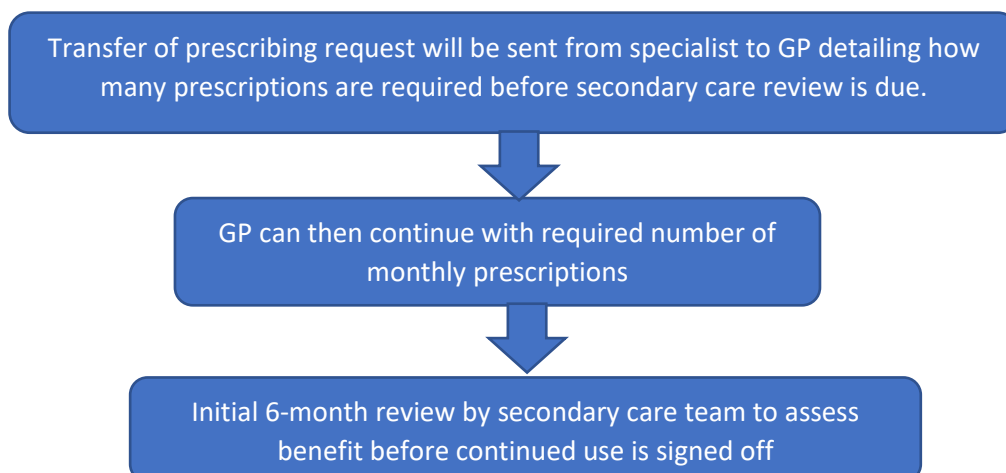 Transfer of prescribing request will be sent from specialist to GP detailing how
many prescriptions are required before secondary care review is due.
GP can then continue with required number of
monthly prescriptions
Initial 6-month review by secondary care team to assess
benefit before continued use is signed off